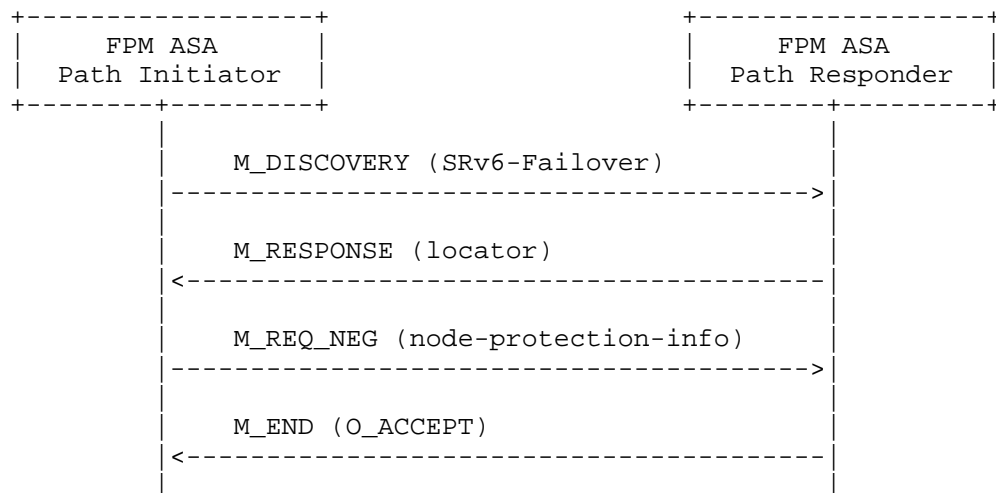 FPM ASA FPM ASA
Path Initiator Path Responder
M_DISCOVERY (SRv6-Failover)
M_RESPONSE (locator)
M_REQ_NEG (node-protection-info)
M_END (O_ACCEPT)